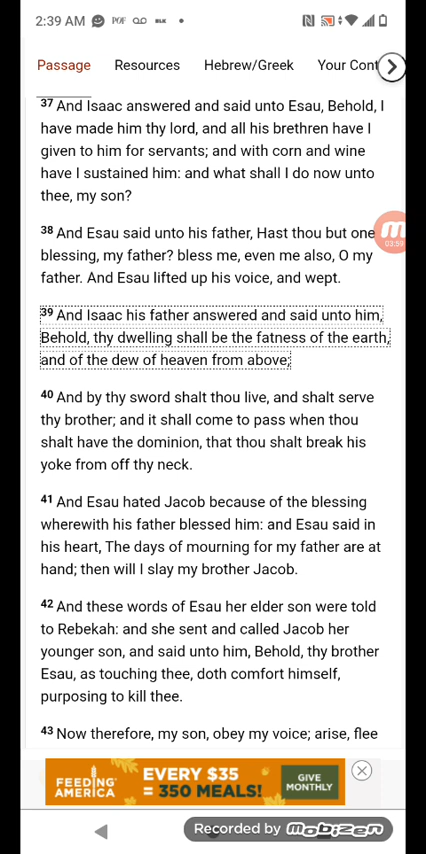 2:39 AM
Passage Resources Hebrew/Greek Your Cont
37 And Isaac answered and said unto Esau, Behold, I
have made him thy lord, and all his brethren have I
given to him for servants; and with corn and wine
have I sustained him: and what shall I do now unto
thee, my son?
38 And Esau said unto his father, Hast thou but one
blessing, my father? bless me, even me also, O my
father. And Esau lifted up his voice, and wept.
03:59
39 And Isaac his father answered and said unto him,
Behold, thy dwelling shall be the fatness of the earth,
and of the dew of heaven from above;
40 And by thy sword shalt thou live, and shalt serve
thy brother; and it shall come to pass when thou
shalt have the dominion, that thou shalt break his
yoke from off thy neck.
41 And Esau hated Jacob because of the blessing
wherewith his father blessed him: and Esau said in
his heart, The days of mourning for my father are at
hand; then will I slay my brother Jacob.
42 And these words of Esau her elder son were told
to Rebekah: and she sent and called Jacob her
younger son, and said unto him, Behold, thy brother
Esau, as touching thee, doth comfort himself,
purposing to kill thee.
43 Now therefore, my son, obey my voice; arise, flee
FEEDING
AMERICA
EVERY $35
= 350 MEALS!
GIVE
MONTHLY
Recorded by mobizen